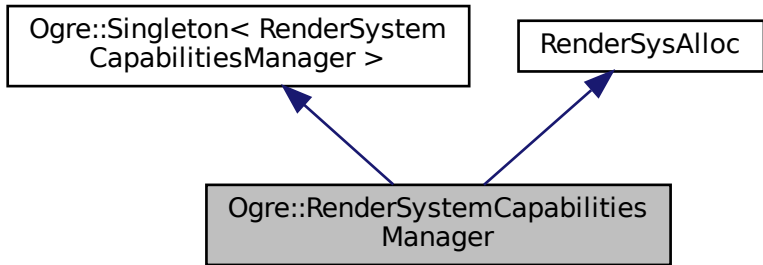 Ogre::Singleton< RenderSystem
CapabilitiesManager >
RenderSysAlloc
Ogre::RenderSystemCapabilities
Manager